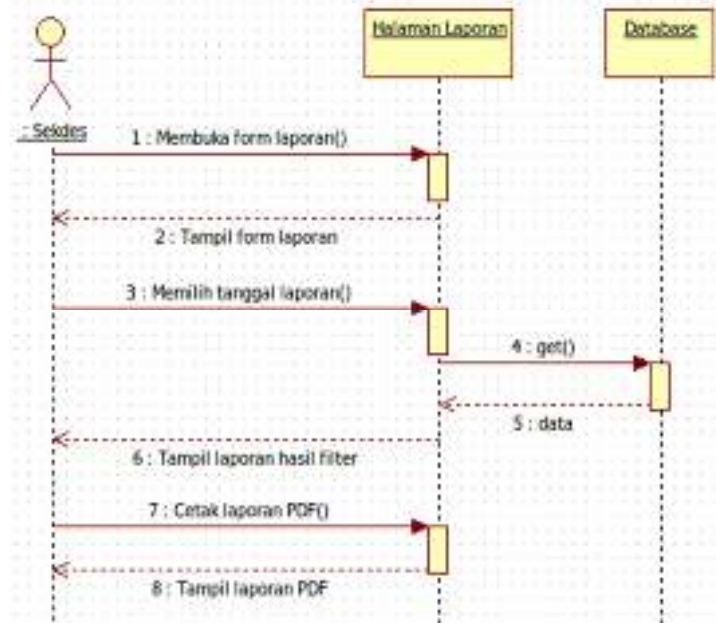 Halaman Laporan
Database
: Sekdes
1 : Membuka form laporan()
2 : Tampil form laporan
3 : Memilih tanggal laporan()
4 : get()
5 : data
6 : Tampil laporan hasil filter
7 : Cetak laporan PDF()
8 : Tampil laporan PDF